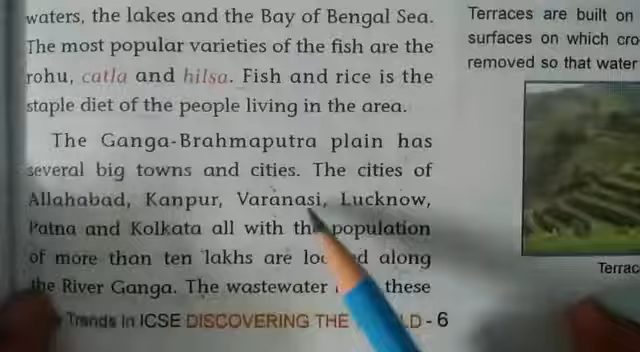 waters, the lakes and the Bay of Bengal Sea.
The most popular varieties of the fish are the
rohu, catla and hilsa. Fish and rice is the
staple diet of the people living in the area.
The Ganga-Brahmaputra plain has
several big towns and cities. The cities of
Allahabad, Kanpur, Varanasi, Lucknow,
Patna and Kolkata all with the population
of more than ten lakhs are along
the River Ganga. The wastewater these
Trends In ICSE DISCOVERING THE - 6
Terraces are built on
surfaces on which cro
removed so that water
Terrac